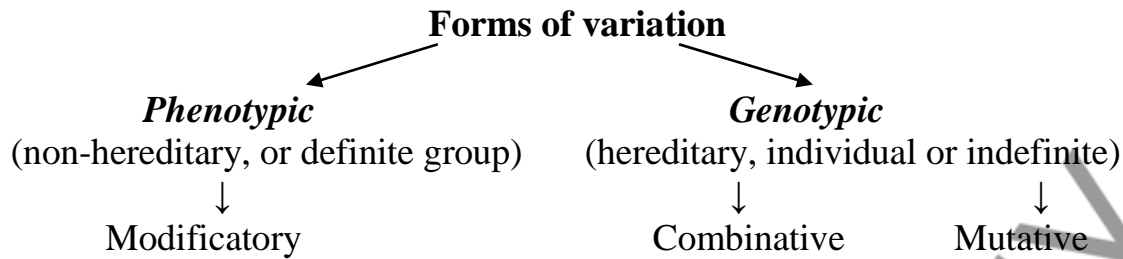 Forms of variation
Phenotypic Genotypic
(non-hereditary, or definite group) (hereditary, individual or indefinite)
↓ ↓ ↓
Modificatory Combinative Mutative